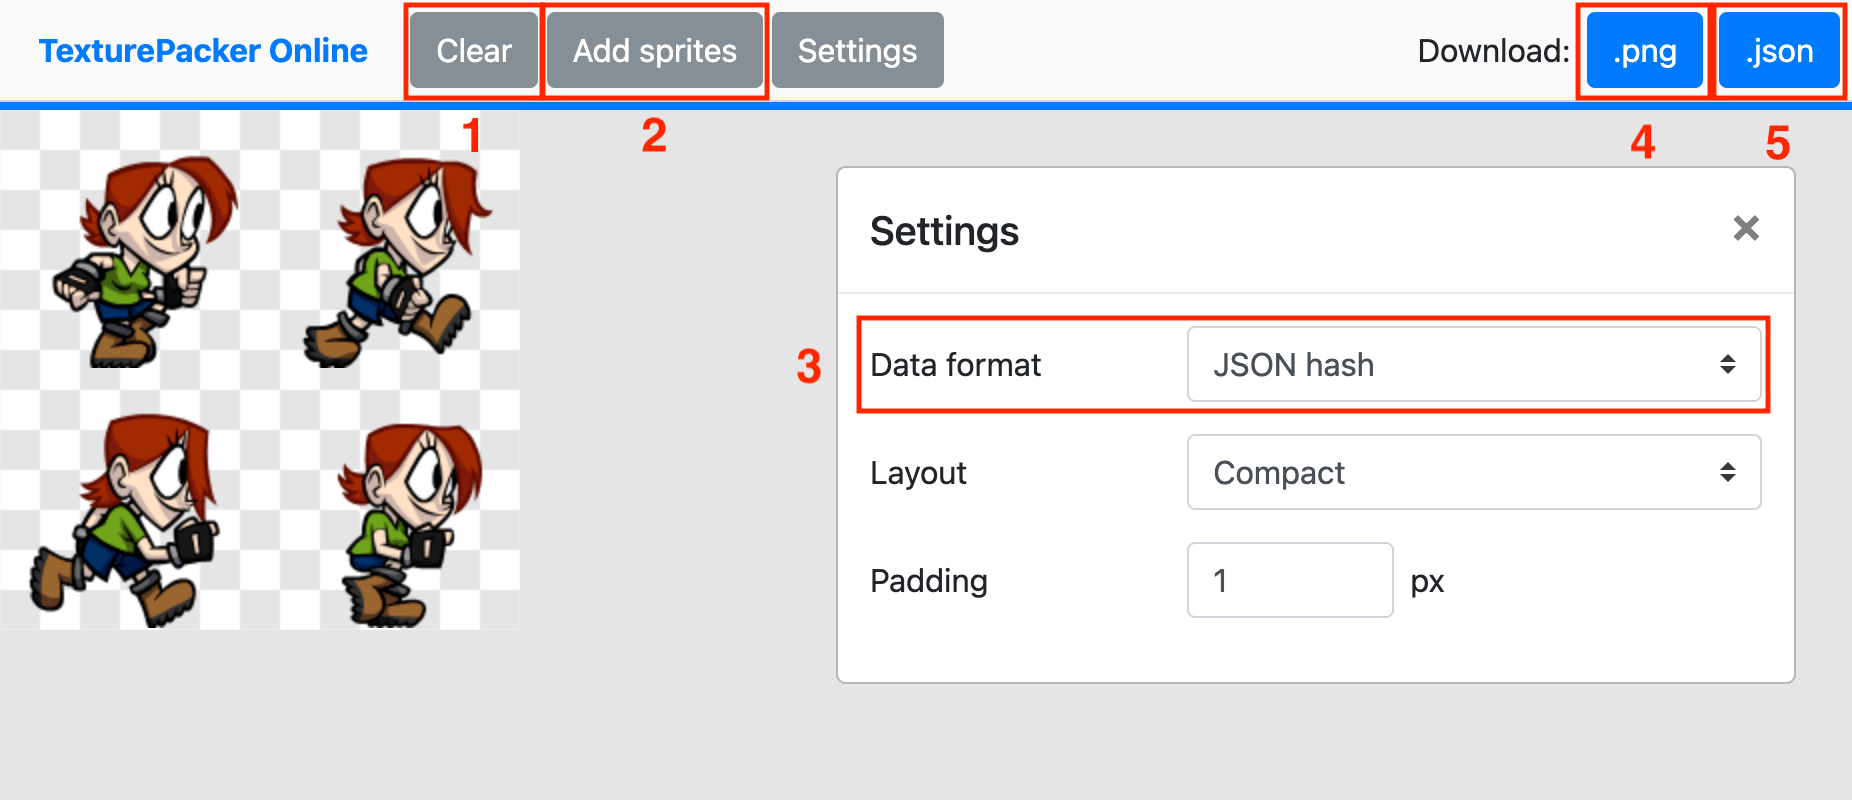 TexturePacker Online Clear Add sprites Settings Download: .png .json
1 2 4 5
Settings ×
3 Data format JSON hash
Layout Compact
Padding 1 px